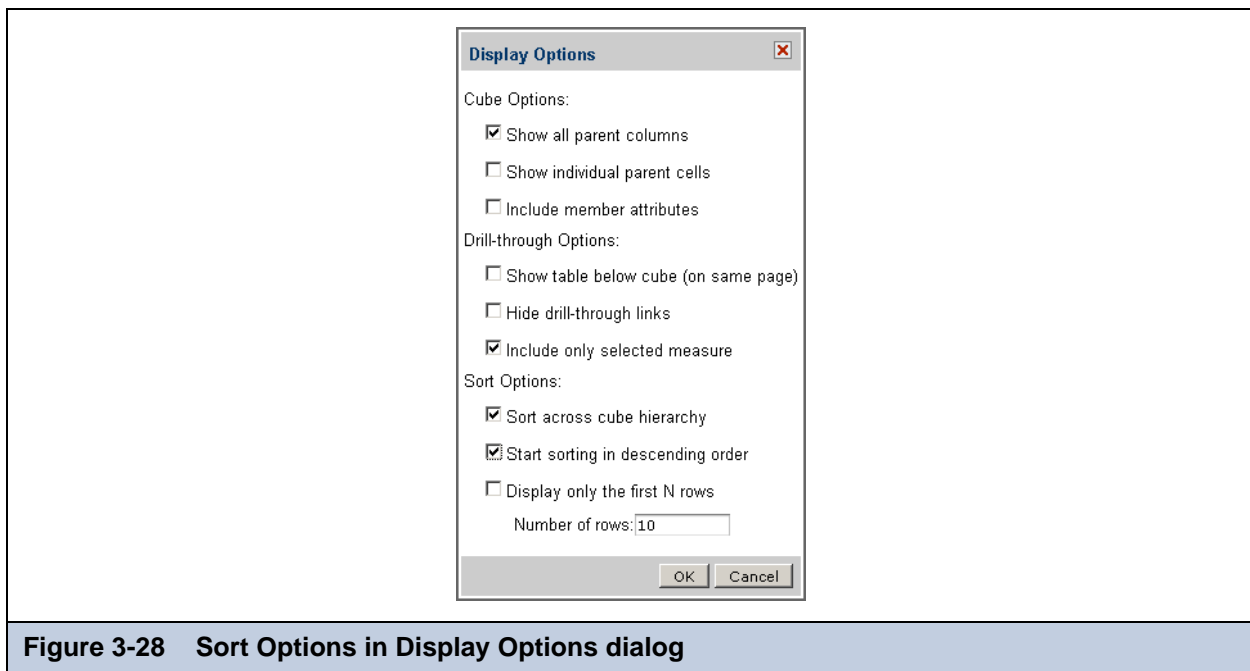 Display Options
Cube Options:
Show all parent columns
Show individual parent cells
Include member attributes
Drill-through Options:
Show table below cube (on same page)
Hide drill-through links
Include only selected measure
Sort Options:
Sort across cube hierarchy
Start sorting in descending order
Display only the first N rows
Number of rows: 10
OK Cancel
Figure 3-28 Sort Options in Display Options dialog